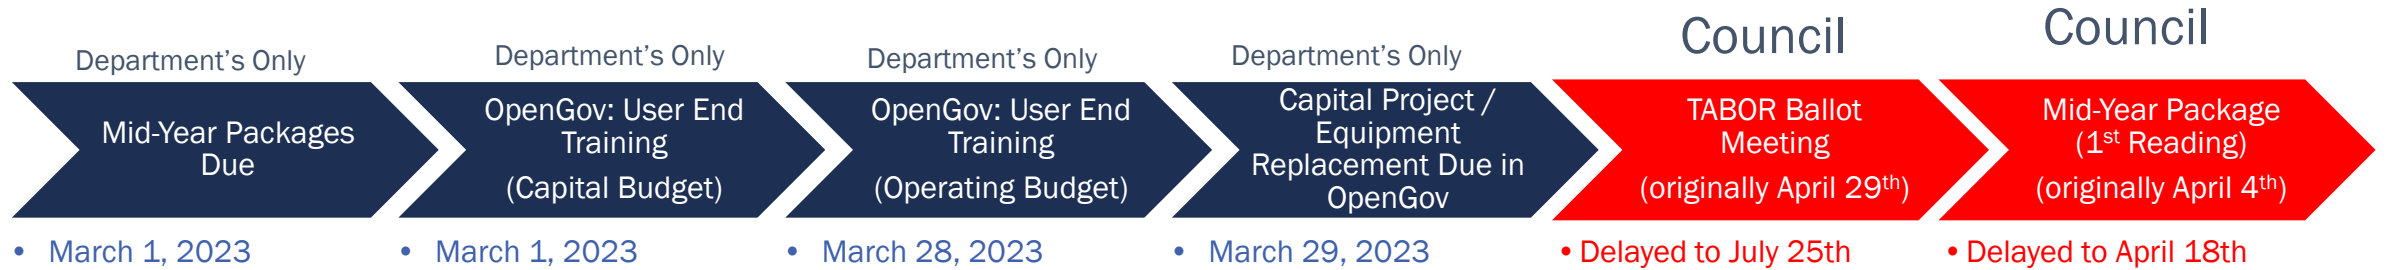 Department's Only
Mid-Year Packages
Due
• March 1, 2023
Department's Only
OpenGov: User End
Training
(Capital Budget)
• March 1, 2023
Department's Only
OpenGov: User End
Training
(Operating Budget)
• March 28, 2023
Department's Only
Capital Project /
Equipment
Replacement Due in
OpenGov
• March 29, 2023
Council
TABOR Ballot
Meeting
(originally April 29th)
• Delayed to July 25th
Council
Mid-Year Package
(1st Reading)
(originally April 4th)
• Delayed to April 18th